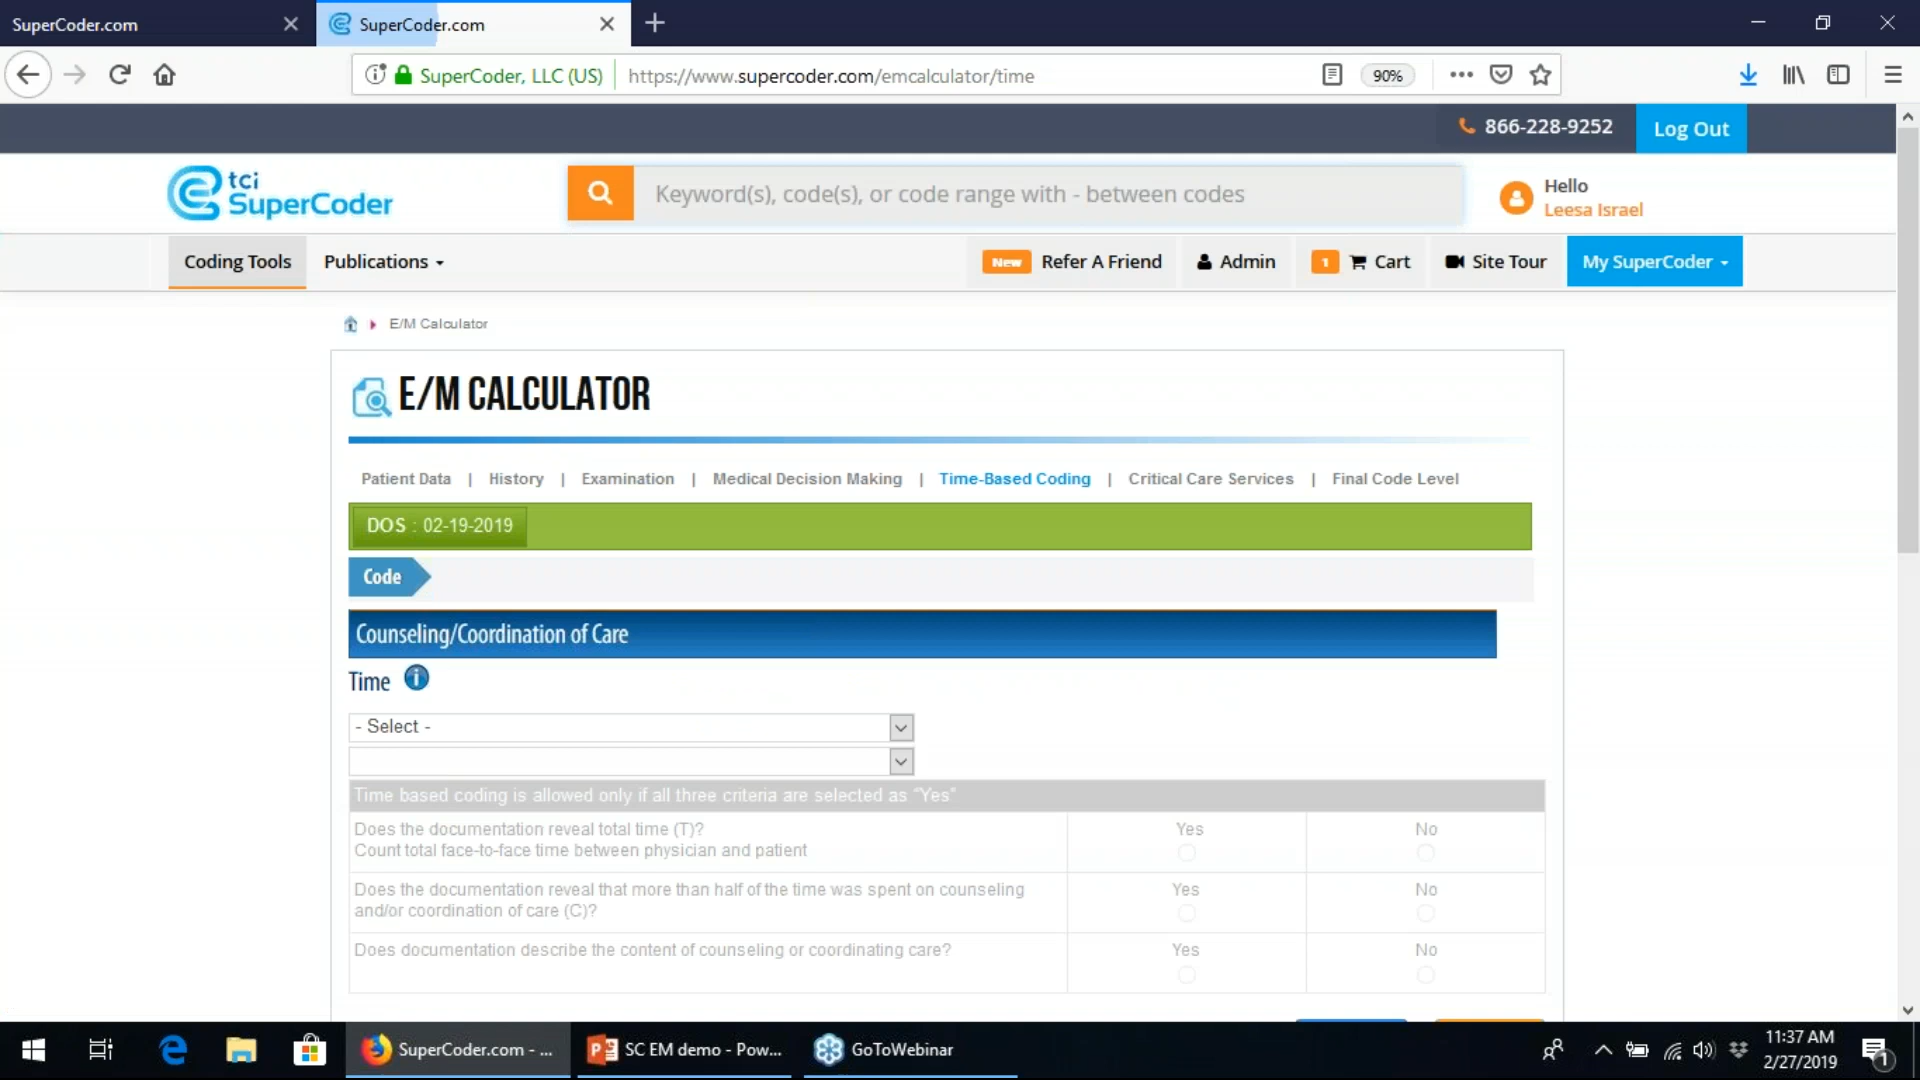 SuperCoder.com
SuperCoder.com
SuperCoder, LLC (US)
https://www.supercoder.com/emcalculator/time
90%
866-228-9252
Log Out
tci
SuperCoder
Keyword(s), code(s), or code range with - between codes
Hello
Leesa Israel
Coding Tools
Publications
New Refer A Friend
Admin
1 Cart
Site Tour
My SuperCoder
E/M Calculator
E/M CALCULATOR
Patient Data | History | Examination | Medical Decision Making | Time-Based Coding | Critical Care Services | Final Code Level
DOS : 02-19-2019
Code
Counseling/Coordination of Care
Time
- Select -
Time based coding is allowed only if all three criteria are selected as "Yes"
Does the documentation reveal total time (T)?
Count total face-to-face time between physician and patient
Yes
No
Does the documentation reveal that more than half of the time was spent on counseling
and/or coordination of care (C)?
Yes
No
Does documentation describe the content of counseling or coordinating care?
Yes
No
SuperCoder.com - ...
SC EM demo - Pow...
GoToWebinar
11:37 AM
2/27/2019
1